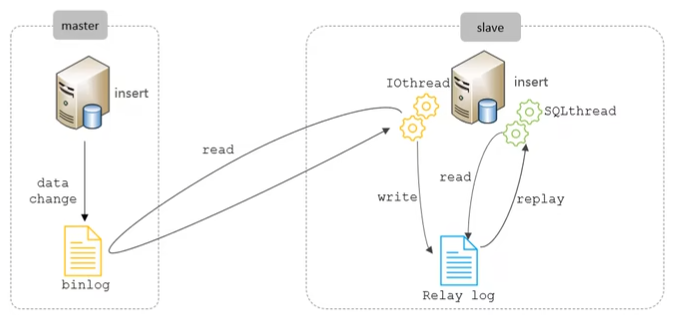 master
slave
insert
IOthread
insert
SQLthread
read
data
change
write
read
replay
binlog
Relay log